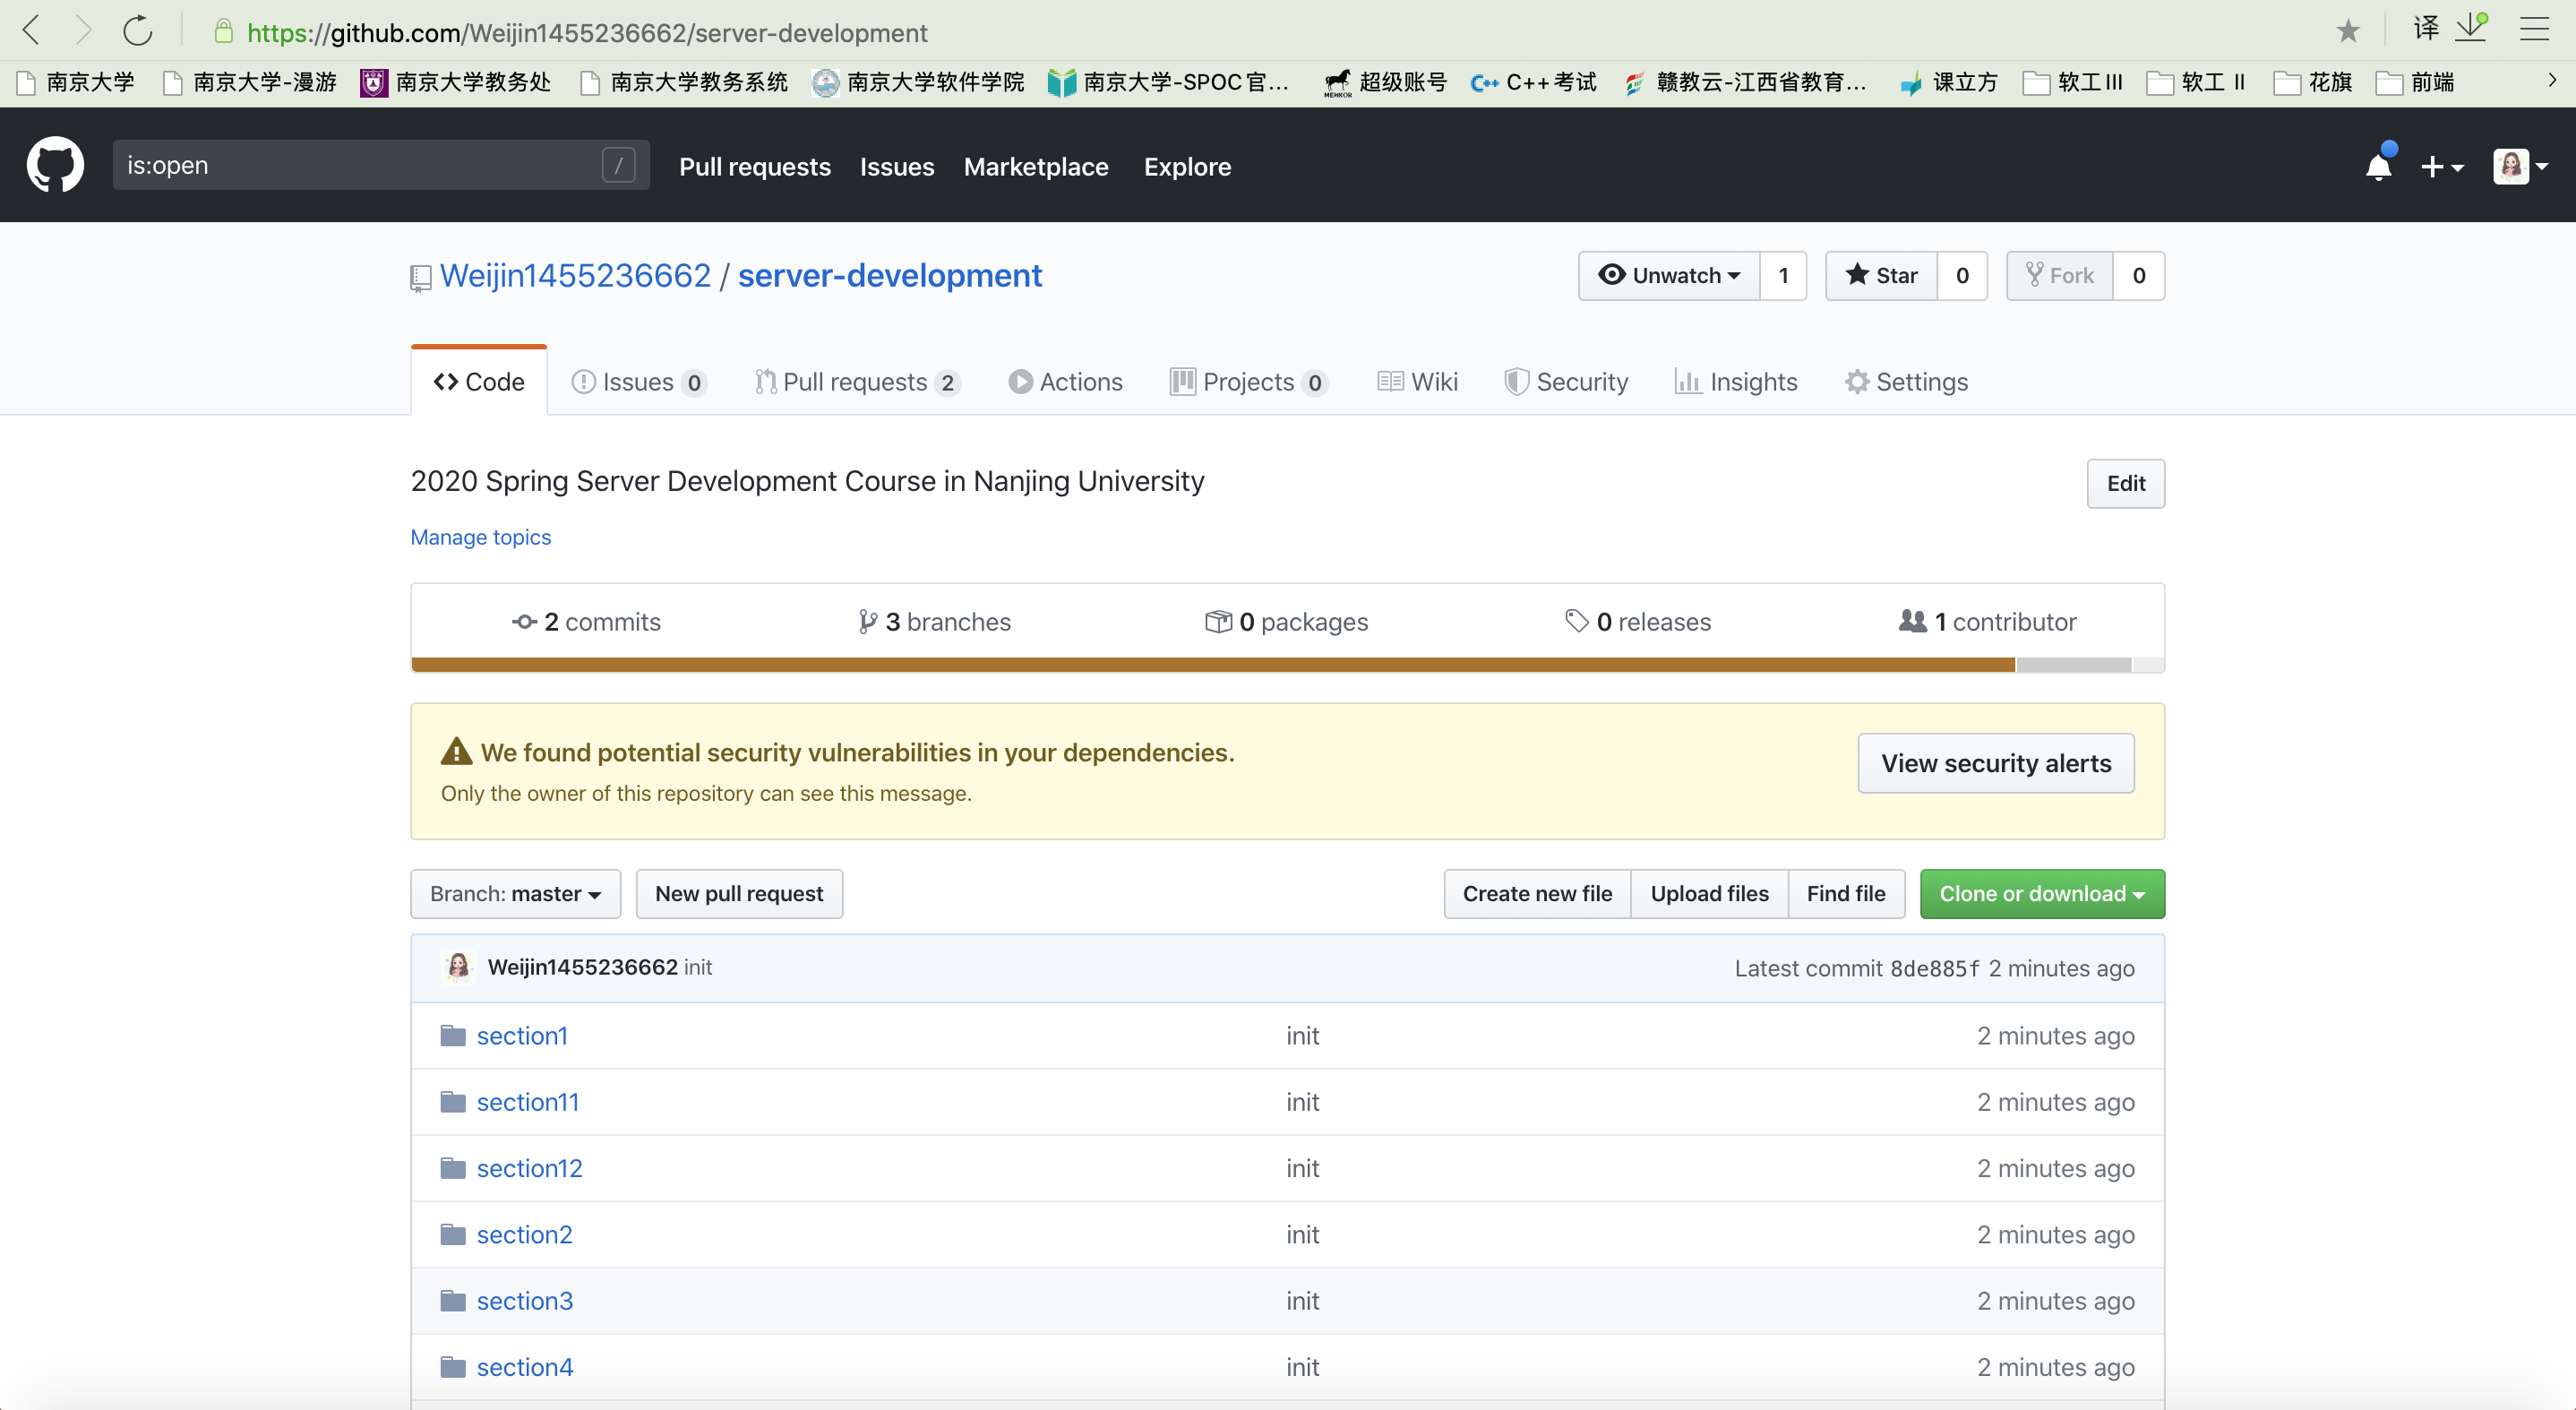 https://github.com/Weijin1455236662/server-development 译
南京大学 南京大学-漫游 南京大学教务处 南京大学教务系统 南京大学软件学院 南京大学-SPOC官... MEMKOR 超级账号 C++ C++考试 赣教云-江西省教育... 课立方 软工III 软工 II 花旗 前端
is:open / Pull requests Issues Marketplace Explore
Weijin1455236662 / server-development Unwatch 1 Star 0 Fork 0
Code Issues 0 Pull requests 2 Actions Projects 0 Wiki Security Insights Settings
2020 Spring Server Development Course in Nanjing University Edit
Manage topics
2 commits 3 branches 0 packages 0 releases 1 contributor
We found potential security vulnerabilities in your dependencies.
Only the owner of this repository can see this message.
View security alerts
Branch: master New pull request Create new file Upload files Find file Clone or download
Weijin1455236662 init Latest commit 8de885f 2 minutes ago
section1 init 2 minutes ago
section11 init 2 minutes ago
section12 init 2 minutes ago
section2 init 2 minutes ago
section3 init 2 minutes ago
section4 init 2 minutes ago